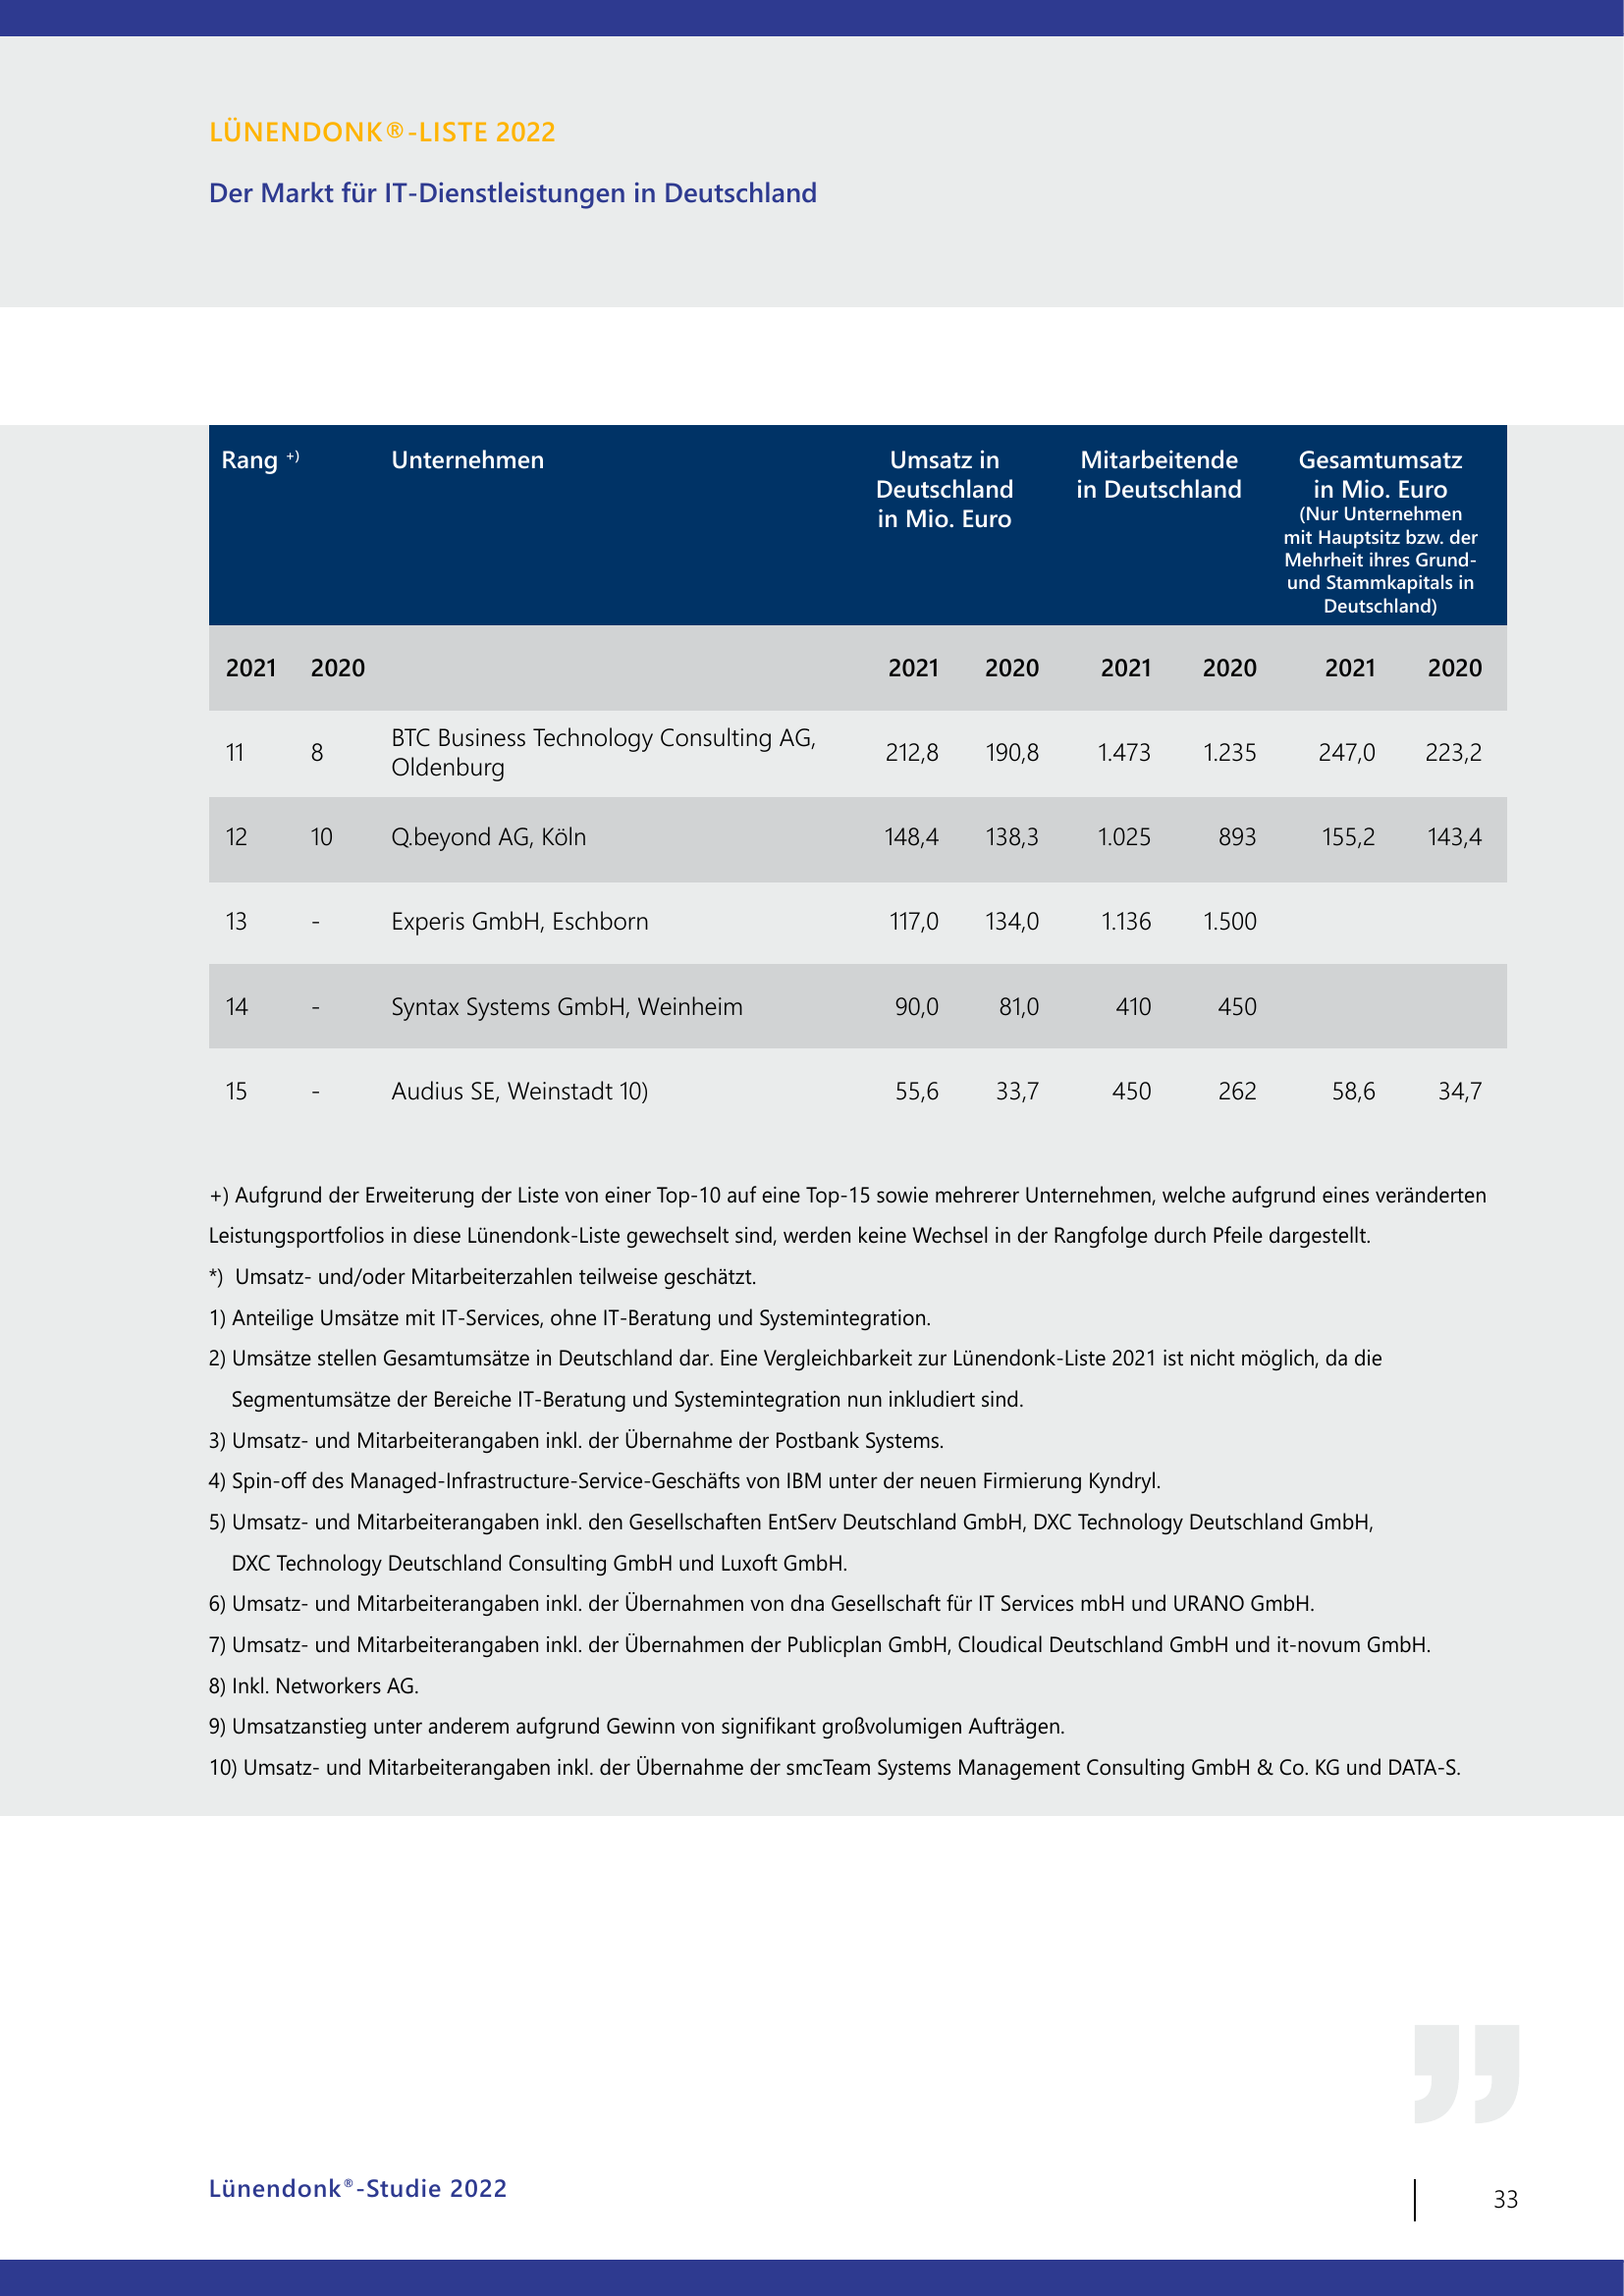 LÜNENDONK®-LISTE 2022
Der Markt für IT-Dienstleistungen in Deutschland
Rang +) Unternehmen Umsatz in Deutschland in Mio. Euro Mitarbeitende in Deutschland Gesamtumsatz in Mio. Euro (Nur Unternehmen mit Hauptsitz bzw. der Mehrheit ihres Grund- und Stammkapitals in Deutschland)
2021 2020 2021 2020 2021 2020 2021 2020
11 8 BTC Business Technology Consulting AG, Oldenburg 212,8 190,8 1.473 1.235 247,0 223,2
12 10 Q.beyond AG, Köln 148,4 138,3 1.025 893 155,2 143,4
13 - Experis GmbH, Eschborn 117,0 134,0 1.136 1.500
14 - Syntax Systems GmbH, Weinheim 90,0 81,0 410 450
15 - Audius SE, Weinstadt 10) 55,6 33,7 450 262 58,6 34,7
+) Aufgrund der Erweiterung der Liste von einer Top-10 auf eine Top-15 sowie mehrerer Unternehmen, welche aufgrund eines veränderten
Leistungsportfolios in diese Lünendonk-Liste gewechselt sind, werden keine Wechsel in der Rangfolge durch Pfeile dargestellt.
*) Umsatz- und/oder Mitarbeiterzahlen teilweise geschätzt.
1) Anteilige Umsätze mit IT-Services, ohne IT-Beratung und Systemintegration.
2) Umsätze stellen Gesamtumsätze in Deutschland dar. Eine Vergleichbarkeit zur Lünendonk-Liste 2021 ist nicht möglich, da die
Segmentumsätze der Bereiche IT-Beratung und Systemintegration nun inkludiert sind.
3) Umsatz- und Mitarbeiterangaben inkl. der Übernahme der Postbank Systems.
4) Spin-off des Managed-Infrastructure-Service-Geschäfts von IBM unter der neuen Firmierung Kyndryl.
5) Umsatz- und Mitarbeiterangaben inkl. den Gesellschaften EntServ Deutschland GmbH, DXC Technology Deutschland GmbH,
DXC Technology Deutschland Consulting GmbH und Luxoft GmbH.
6) Umsatz- und Mitarbeiterangaben inkl. der Übernahmen von dna Gesellschaft für IT Services mbH und URANO GmbH.
7) Umsatz- und Mitarbeiterangaben inkl. der Übernahmen der Publicplan GmbH, Cloudical Deutschland GmbH und it-novum GmbH.
8) Inkl. Networkers AG.
9) Umsatzanstieg unter anderem aufgrund Gewinn von signifikant großvolumigen Aufträgen.
10) Umsatz- und Mitarbeiterangaben inkl. der Übernahme der smcTeam Systems Management Consulting GmbH & Co. KG und DATA-S.
Lünendonk®-Studie 2022
33